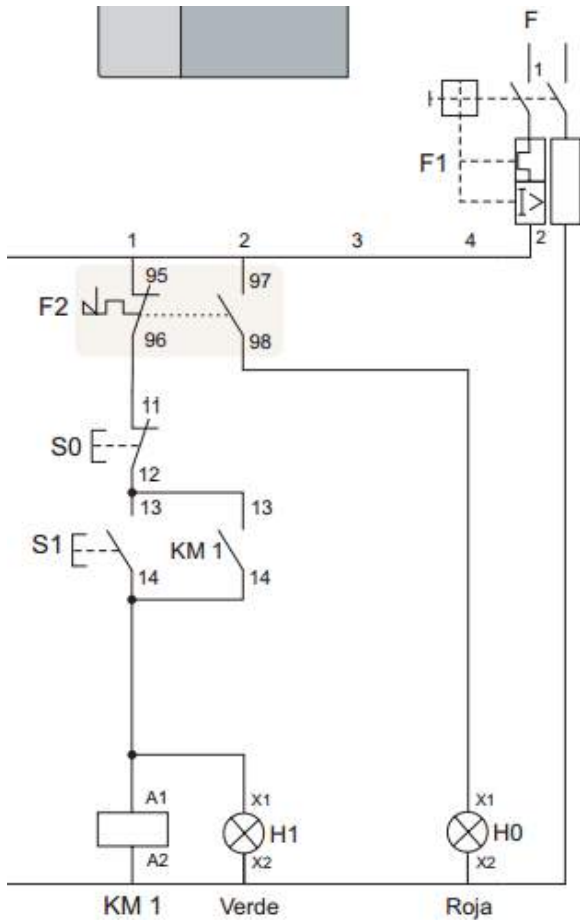 F
1
F1
2
1 2 3 4
95 97
F2
96 98
11
S0
12
13 13
S1 KM 1
14 14
A1 X1 X1
H1 H0
A2 X2 X2
KM 1 Verde Roja